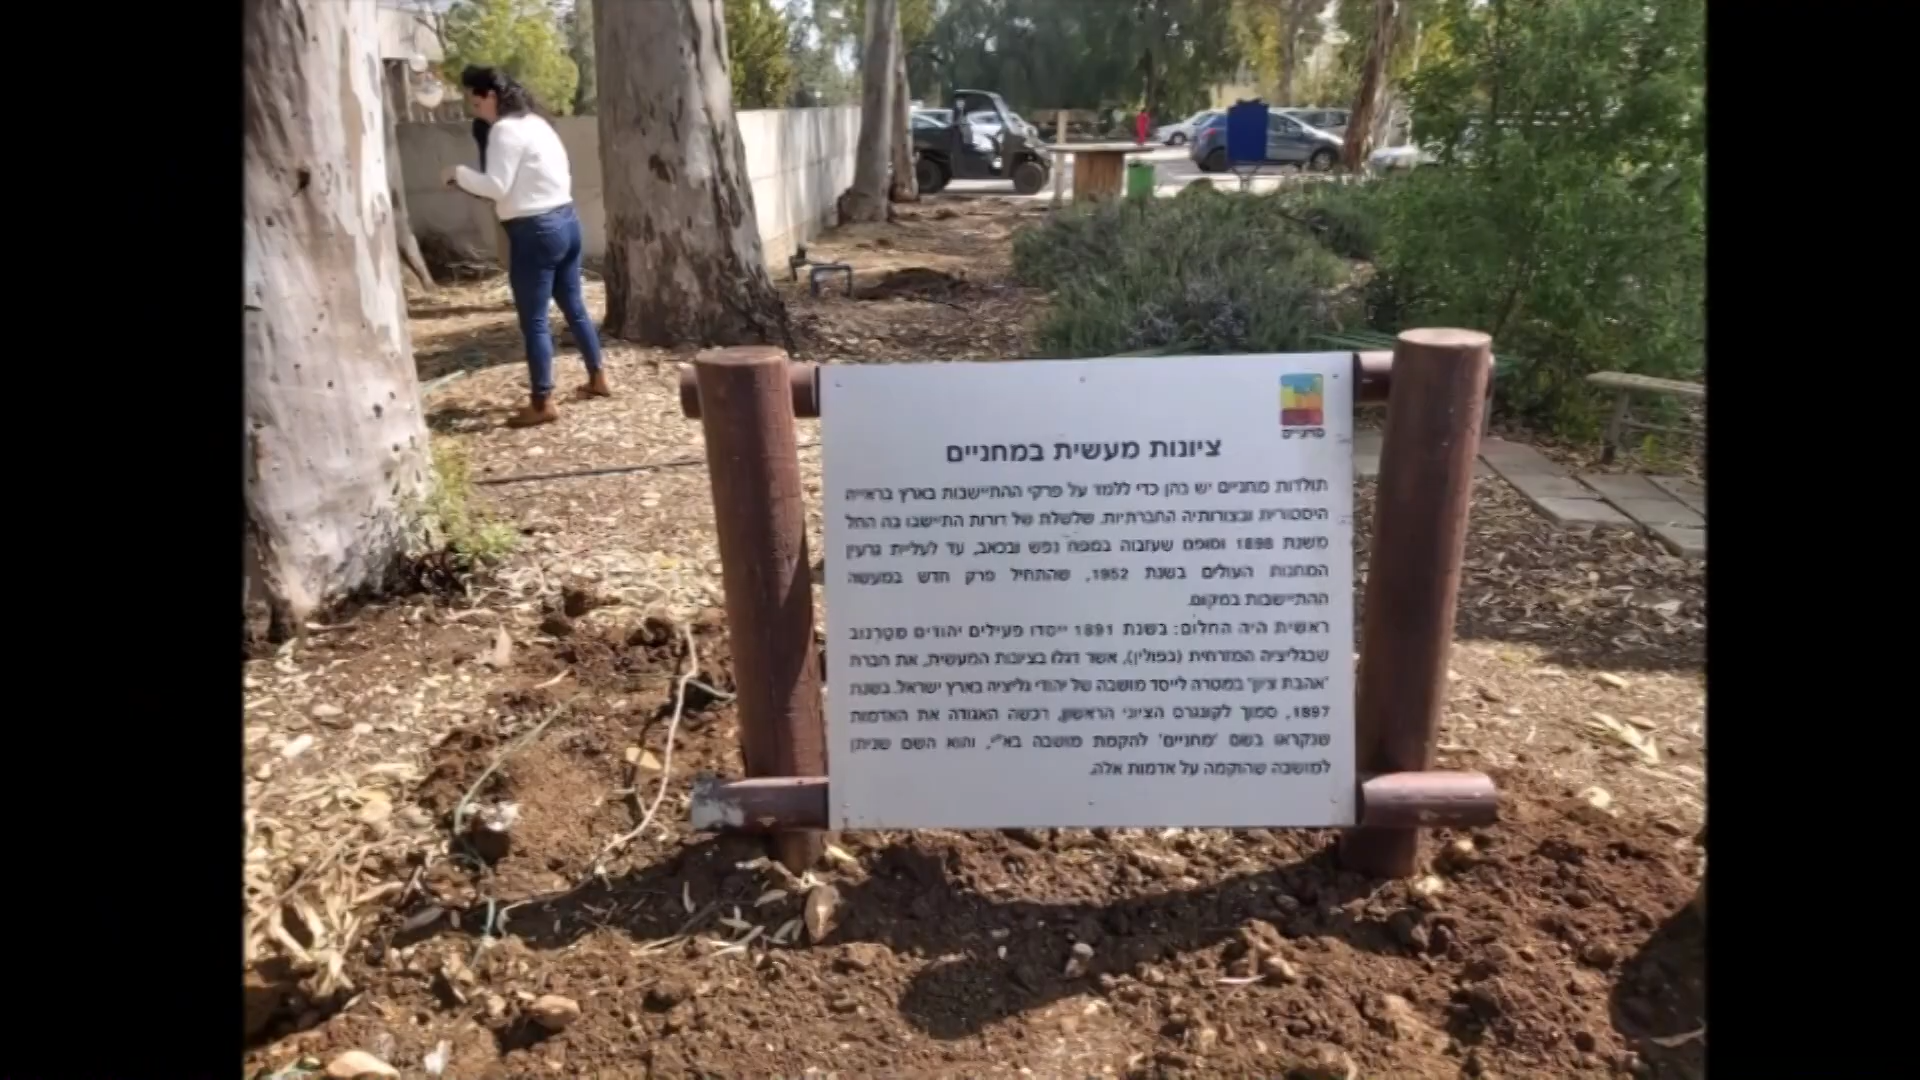 מחניים
ציונות מעשית במחניים
תולדות מחניים יש בהן כדי ללמד על פרקי ההתיישבות בארץ בראייה
היסטורית ובצורותיה החברתיות. שלשלת של דורות התיישבו בה החל
משנת 1898 וסופם שעזבוה במפח נפש ובכאב, עד לעליית גרעין
המחנות העולים בשנת 1952, שהתחיל פרק חדש במעשה
ההתיישבות במקום.
ראשית היה החלום: בשנת 1891 ייסדו פעילים יהודים מטרנוב
שבגליציה המזרחית (בפולין), אשר דגלו בציונות המעשית, את חברת
'אהבת ציון' במטרה לייסד מושבה של יהודי גליציה בארץ ישראל. בשנת
1897, סמוך לקונגרס הציוני הראשון, רכשה האגודה את האדמות
שנקראו בשם 'מחניים' להקמת מושבה בא"י, והוא השם שניתן
למושבה שהוקמה על אדמות אלה.